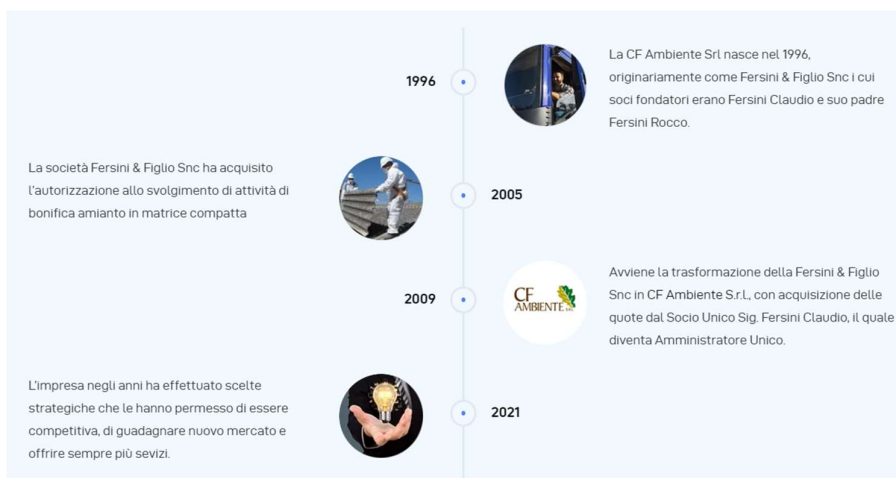 1996
La CF Ambiente Srl nasce nel 1996,
originariamente come Fersini & Figlio Snc i cui
soci fondatori erano Fersini Claudio e suo padre
Fersini Rocco.
La società Fersini & Figlio Snc ha acquisito
l'autorizzazione allo svolgimento di attività di
bonifica amianto in matrice compatta
2005
2009
CF
AMBIENTE
Avviene la trasformazione della Fersini & Figlio
Snc in CF Ambiente S.r.l., con acquisizione delle
quote dal Socio Unico Sig. Fersini Claudio, il quale
diventa Amministratore Unico.
L'impresa negli anni ha effettuato scelte
strategiche che le hanno permesso di essere
competitiva, di guadagnare nuovo mercato e
offrire sempre più sevizi.
2021